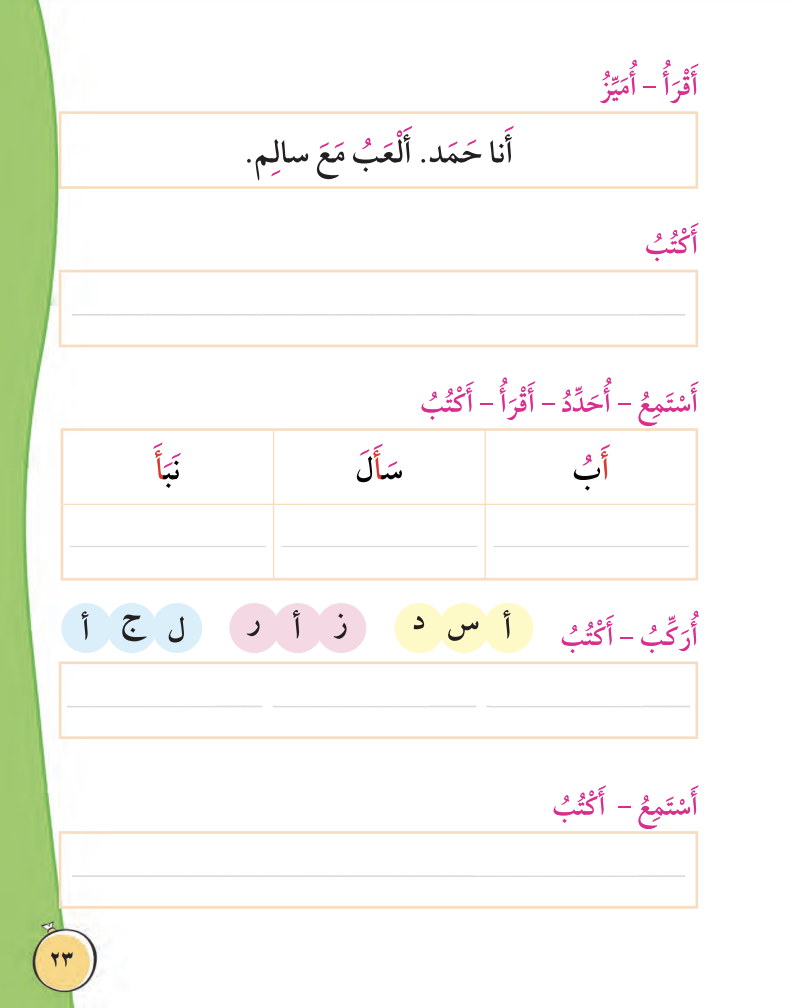 أَقْرَأُ – أُمَيِّزُ
أَنا حَمَد. أَلْعَبُ مَعَ سالِم.
أَكْتُبُ
أَسْتَمِعُ – أُحَدِّدُ – أَقْرَأُ – أَكْتُبُ
أَبُ سَأَلَ نَبَأَ
أُرَكِّبُ – أَكْتُبُ أ س د ز أ ر ل ج أ
أَسْتَمِعُ – أَكْتُبُ
٢٣